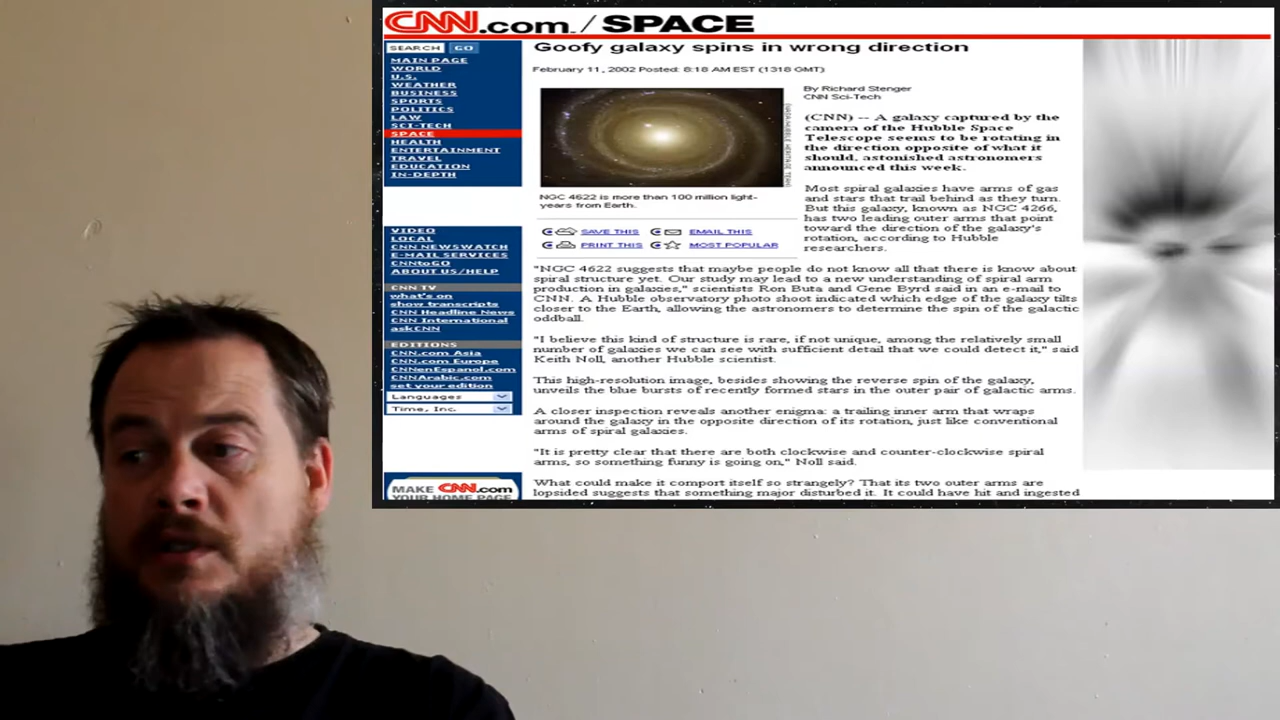 CNN.com / SPACE
SEARCH GO
MAIN PAGE
WORLD
U.S.
WEATHER
BUSINESS
SPORTS
POLITICS
LAW
SCI-TECH
SPACE
HEALTH
ENTERTAINMENT
TRAVEL
EDUCATION
IN-DEPTH
VIDEO
LOCAL
CNN NEWSWATCH
E-MAIL SERVICES
CNNtoGO
ABOUT US/HELP
CNN TV
what's on
show transcripts
CNN Headline News
CNN International
askCNN
EDITIONS
CNN.com Asia
CNN.com Europe
CNNenEspanol.com
CNNArabic.com
set your edition
Languages
Time, Inc.
MAKE CNN.com
YOUR HOME PAGE
Goofy galaxy spins in wrong direction
February 11, 2002 Posted: 8:18 AM EST (1318 GMT)
NGC 4622 is more than 100 million light-
years from Earth.
SAVE THIS EMAIL THIS
PRINT THIS MOST POPULAR
By Richard Stenger
CNN Sci-Tech
(CNN) -- A galaxy captured by the
camera of the Hubble Space
Telescope seems to be rotating in
the direction opposite of what it
should, astonished astronomers
announced this week.
Most spiral galaxies have arms of gas
and stars that trail behind as they turn.
But this galaxy, known as NGC 4266,
has two leading outer arms that point
toward the direction of the galaxy's
rotation, according to Hubble
researchers.
"NGC 4622 suggests that maybe people do not know all that there is know about
spiral structure yet. Our study may lead to a new understanding of spiral arm
production in galaxies," scientists Ron Buta and Gene Byrd said in an e-mail to
CNN. A Hubble observatory photo shoot indicated which edge of the galaxy tilts
closer to the Earth, allowing the astronomers to determine the spin of the galactic
oddball.
"I believe this kind of structure is rare, if not unique, among the relatively small
number of galaxies we can see with sufficient detail that we could detect it," said
Keith Noll, another Hubble scientist.
This high-resolution image, besides showing the reverse spin of the galaxy,
unveils the blue bursts of recently formed stars in the outer pair of galactic arms.
A closer inspection reveals another enigma: a trailing inner arm that wraps
around the galaxy in the opposite direction of its rotation, just like conventional
arms of spiral galaxies.
"It is pretty clear that there are both clockwise and counter-clockwise spiral
arms, so something funny is going on," Noll said.
What could make it comport itself so strangely? That its two outer arms are
lopsided suggests that something major disturbed it. It could have hit and ingested